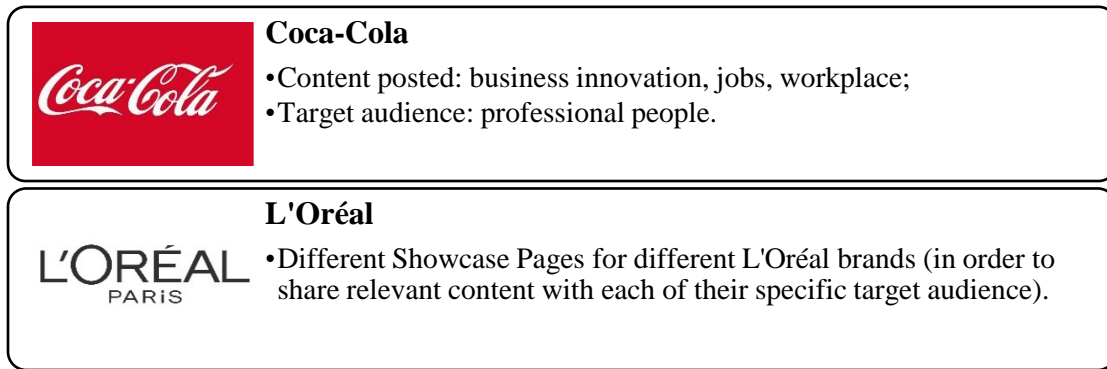 Coca-Cola
Coca-Cola
•Content posted: business innovation, jobs, workplace;
•Target audience: professional people.
L'Oréal
L'ORÉAL
PARiS
•Different Showcase Pages for different L'Oréal brands (in order to
share relevant content with each of their specific target audience).